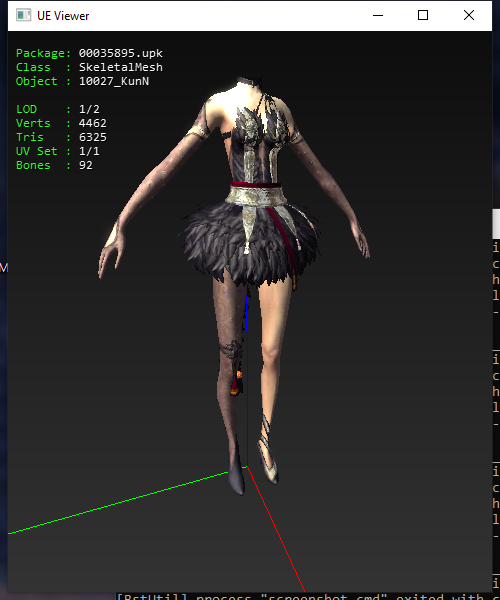 UE Viewer
Package: 00035895.upk
Class : SkeletalMesh
Object : 10027_KunN
LOD : 1/2
Verts : 4462
Tris : 6325
UV Set : 1/1
Bones : 92
M
i
c
h
l
-
i
c
h
l
-
i
c
h
l
-
i
[BstUtil] process "screenshot.cmd" exited with c